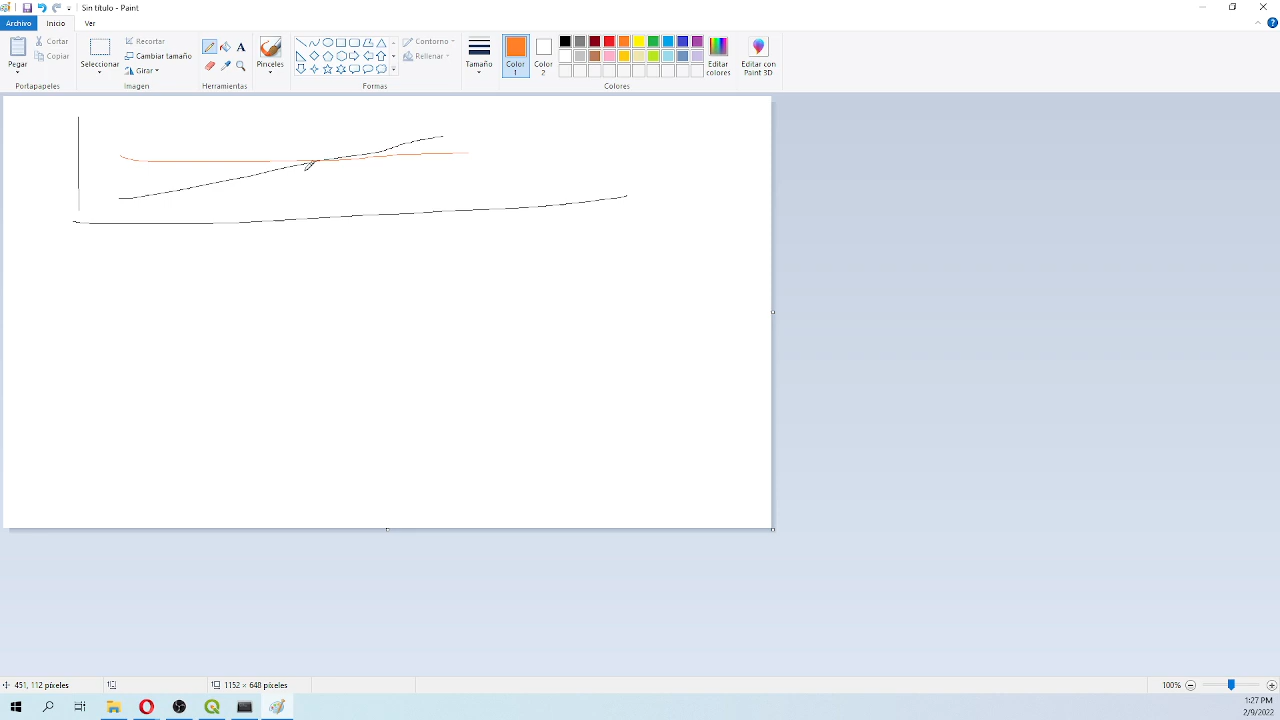 Sin título - Paint
Archivo Inicio Ver
Pegar
Cortar
Copiar
Portapapeles
Seleccionar
Recortar
Cambiar tamaño
Girar
Imagen
Herramientas
Pinceles
Contorno
Rellenar
Formas
Tamaño
Color 1
Color 2
Editar colores
Editar con Paint 3D
Colores
451, 112 píxeles
1152 × 648 píxeles
100%
1:27 PM
2/9/2022